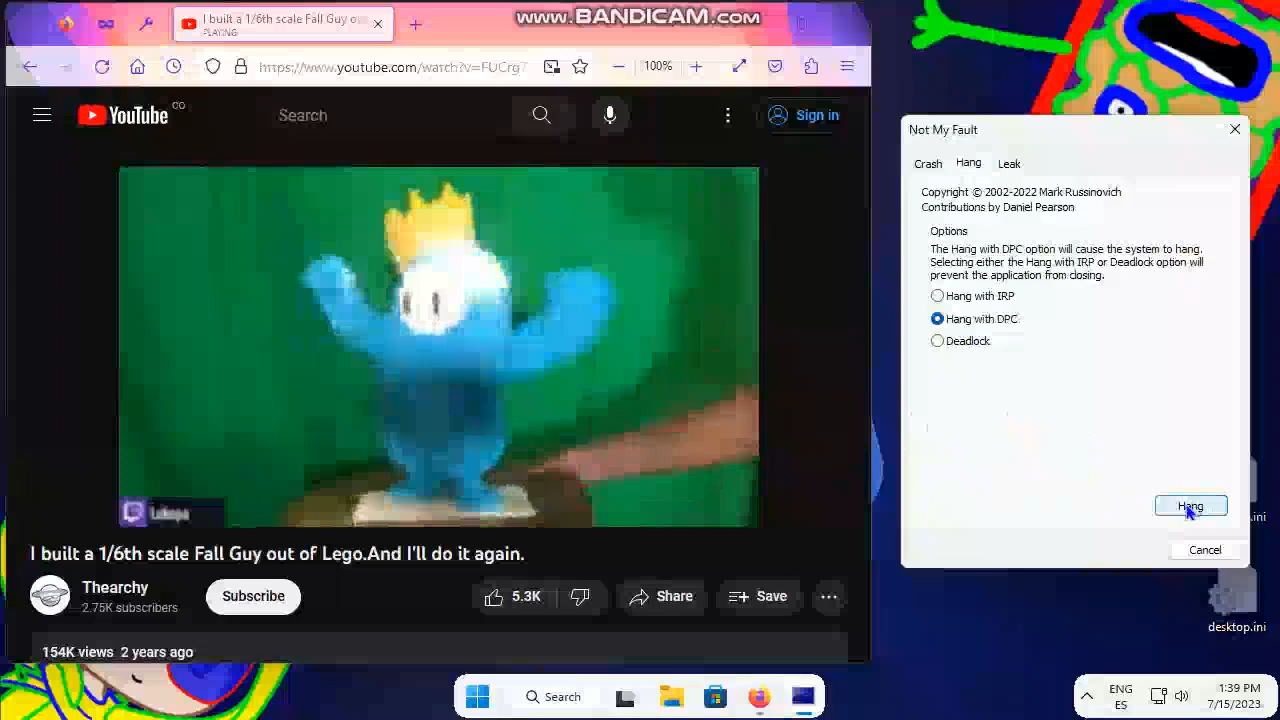 I built a 1/6th scale Fall Guy ou
PLAYING
www.BANDICAM.com
https://www.youtube.com/watch?v=FUCrg7
100%
YouTube CO
Search
Sign in
I built a 1/6th scale Fall Guy out of Lego.And I'll do it again.
Thearchy
2.75K subscribers
Subscribe
5.3K
Share
Save
154K views 2 years ago
Not My Fault
Crash Hang Leak
Copyright © 2002-2022 Mark Russinovich
Contributions by Daniel Pearson
Options
The Hang with DPC option will cause the system to hang.
Selecting either the Hang with IRP or Deadlock option will
prevent the application from closing.
Hang with IRP
Hang with DPC
Deadlock
Hang
Cancel
.ini
desktop.ini
Search
ENG
ES
1:39 PM
7/15/2023